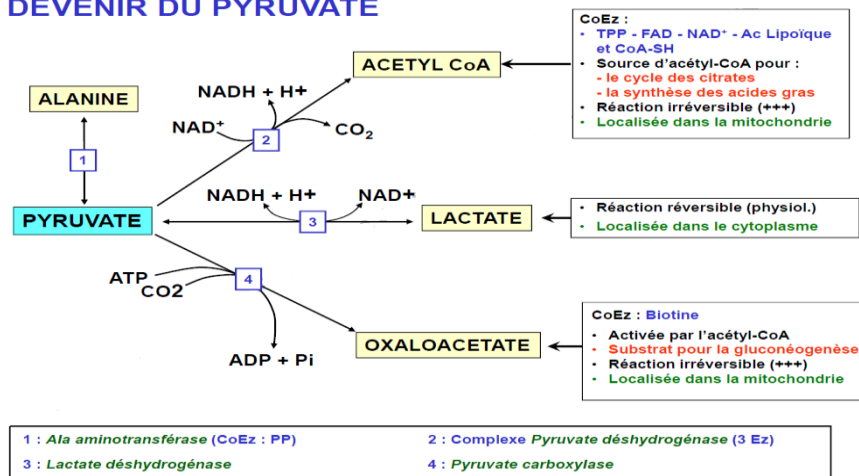 DEVENIR DU PYRUVATE
CoEz :
• TPP - FAD - NAD⁺ - Ac Lipoïque
et CoA-SH
• Source d'acétyl-CoA pour :
- le cycle des citrates
- la synthèse des acides gras
• Réaction irréversible (+++)
• Localisée dans la mitochondrie
ACETYL CoA
ALANINE
NADH + H+
NAD⁺
2
CO₂
1
NADH + H+
NAD+
PYRUVATE
3
LACTATE
• Réaction réversible (physiol.)
• Localisée dans le cytoplasme
ATP
CO2
4
ADP + Pi
OXALOACETATE
CoEz : Biotine
• Activée par l'acétyl-CoA
• Substrat pour la gluconéogenèse
• Réaction irréversible (+++)
• Localisée dans la mitochondrie
1 : Ala aminotransférase (CoEz : PP)
2 : Complexe Pyruvate déshydrogénase (3 Ez)
3 : Lactate déshydrogénase
4 : Pyruvate carboxylase